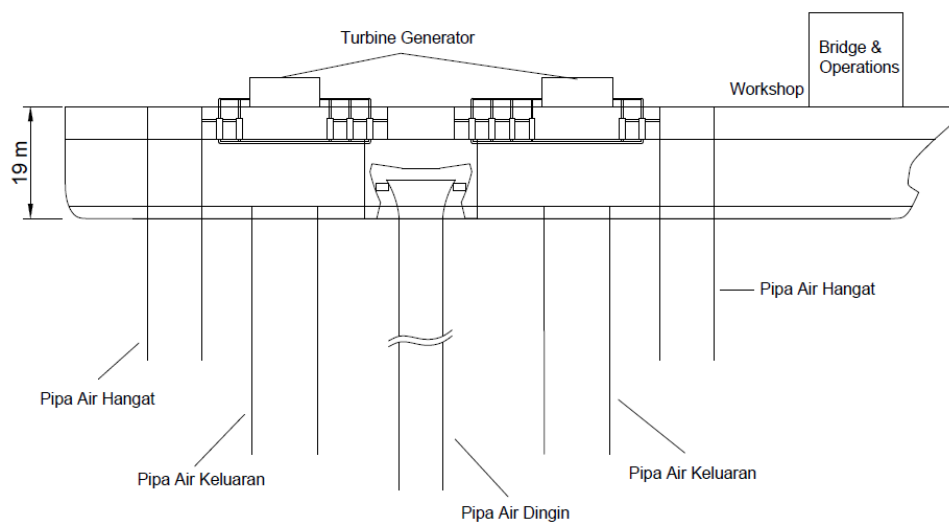 Turbine Generator
Bridge &
Operations
Workshop
19 m
Pipa Air Hangat
Pipa Air Hangat
Pipa Air Keluaran
Pipa Air Keluaran
Pipa Air Dingin